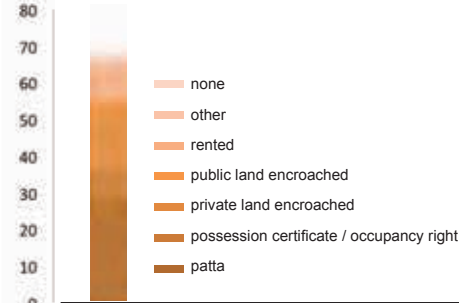 80
70
60
50
40
30
20
10
0
none
other
rented
public land encroached
private land encroached
possession certificate / occupancy right
patta